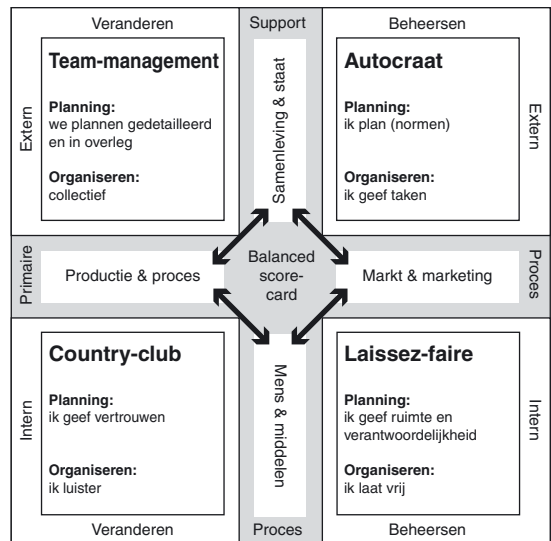 Veranderen
Support
Beheersen
Extern
Team-management
Planning:
we plannen gedetailleerd
en in overleg
Organiseren:
collectief
Samenleving & staat
Autocraat
Planning:
ik plan (normen)
Organiseren:
ik geef taken
Extern
Primaire
Productie & proces
Balanced
score-
card
Markt & marketing
Proces
Intern
Country-club
Planning:
ik geef vertrouwen
Organiseren:
ik luister
Mens & middelen
Laissez-faire
Planning:
ik geef ruimte en
verantwoordelijkheid
Organiseren:
ik laat vrij
Intern
Veranderen
Proces
Beheersen